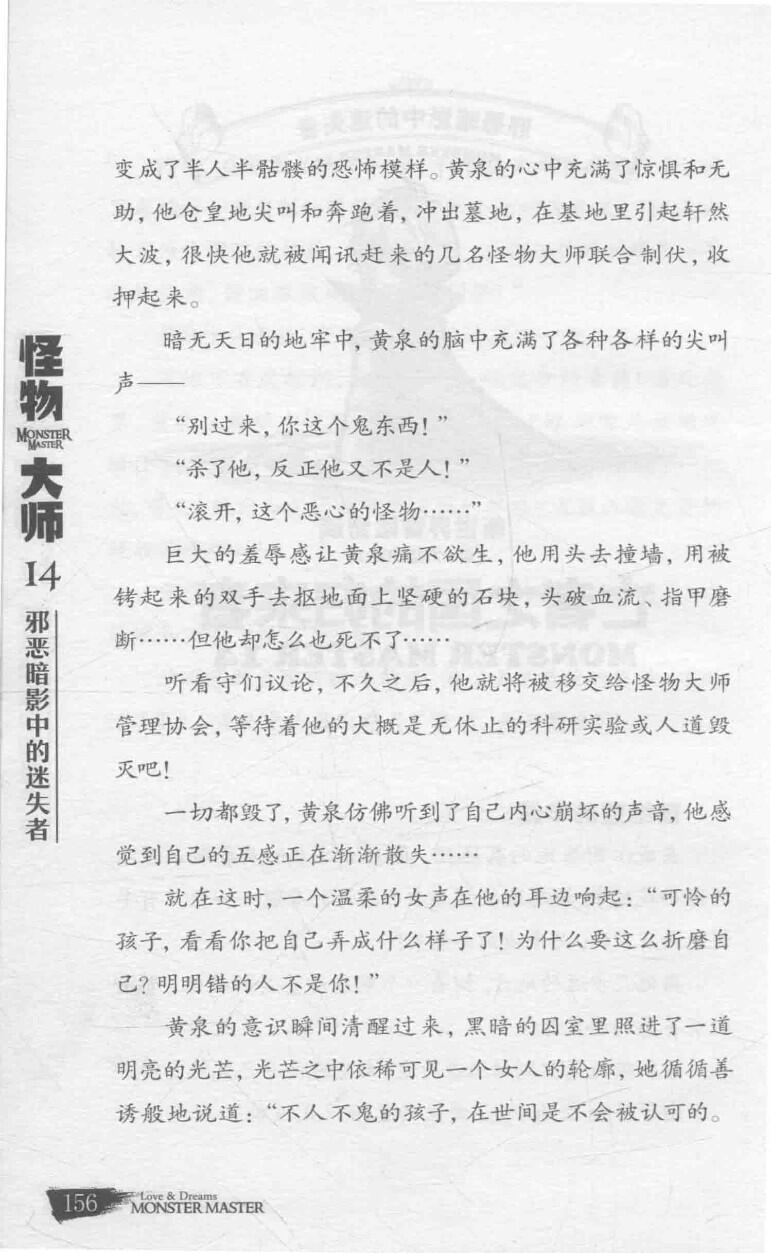 变成了半人半骷髅的恐怖模样。黄泉的心中充满了惊惧和无
助，他仓皇地尖叫和奔跑着，冲出墓地，在基地里引起轩然
大波，很快他就被闻讯赶来的几名怪物大师联合制伏，收
押起来。
暗无天日的地牢中，黄泉的脑中充满了各种各样的尖叫
声——
“别过来，你这个鬼东西！”
“杀了他，反正他又不是人！”
“滚开，这个恶心的怪物……”
巨大的羞辱感让黄泉痛不欲生，他用头去撞墙，用被
铐起来的双手去抠地面上坚硬的石块，头破血流、指甲磨
断……但他却怎么也死不了……
听看守们议论，不久之后，他就将被移交给怪物大师
管理协会，等待着他的大概是无休止的科研实验或人道毁
灭吧！
一切都毁了，黄泉仿佛听到了自己内心崩坏的声音，他感
觉到自己的五感正在渐渐散失……
就在这时，一个温柔的女声在他的耳边响起：“可怜的
孩子，看看你把自己弄成什么样子了！为什么要这么折磨自
己？明明错的人不是你！”
黄泉的意识瞬间清醒过来，黑暗的囚室里照进了一道
明亮的光芒，光芒之中依稀可见一个女人的轮廓，她循循善
诱般地说道：“不人不鬼的孩子，在世间是不会被认可的。
怪物
MONSTER
MASTER
大师
14
邪恶暗影中的迷失者
156
Love & Dreams
MONSTER MASTER